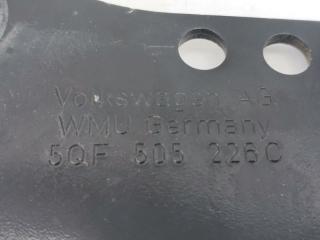 Volkswagen AG
WMU Germany
5QF 505 226C